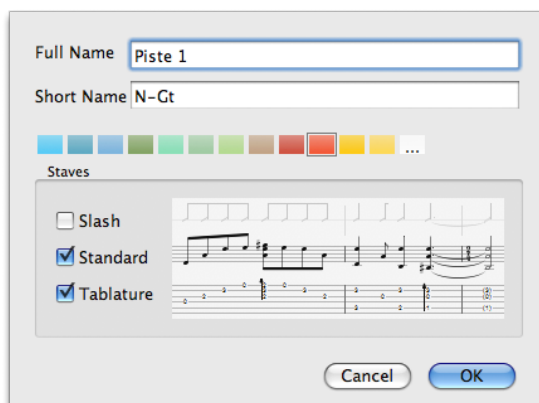 Full Name Piste 1
Short Name N-Gt
...
Staves
Slash
Standard
Tablature
Cancel OK